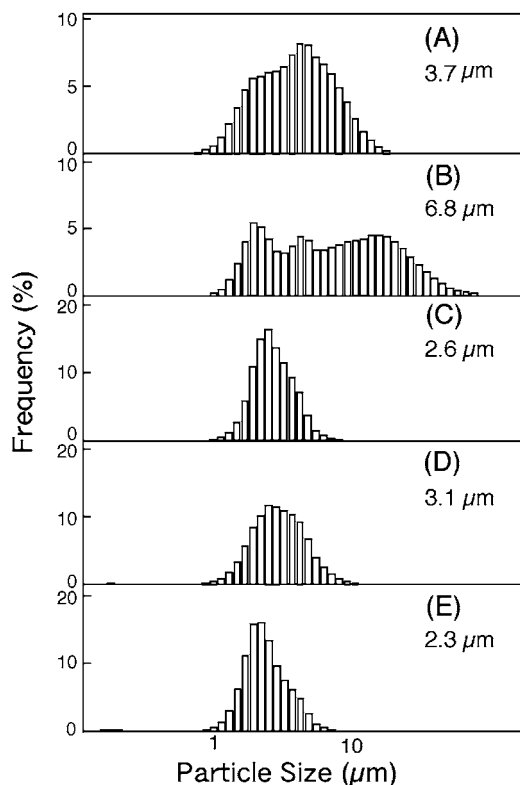 10
(A)
3.7 µm
5
0
10
(B)
6.8 µm
5
0
20
(C)
2.6 µm
10
0
20
(D)
3.1 µm
10
0
20
(E)
2.3 µm
10
0
Frequency (%)
1 10
Particle Size (µm)